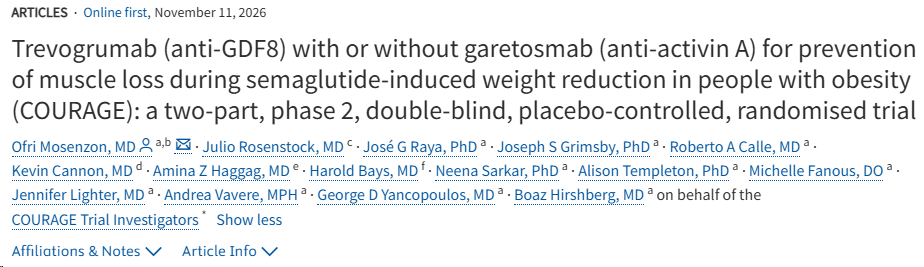 ARTICLES · Online first, November 11, 2026
Trevogrumab (anti-GDF8) with or without garetosmab (anti-activin A) for prevention
of muscle loss during semaglutide-induced weight reduction in people with obesity
(COURAGE): a two-part, phase 2, double-blind, placebo-controlled, randomised trial
Ofri Mosenzon, MD a,b · Julio Rosenstock, MD c · José G Raya, PhD a · Joseph S Grimsby, PhD a · Roberto A Calle, MD a ·
Kevin Cannon, MD d · Amina Z Haggag, MD e · Harold Bays, MD f · Neena Sarkar, PhD a · Alison Templeton, PhD a · Michelle Fanous, DO a ·
Jennifer Lighter, MD a · Andrea Vavere, MPH a · George D Yancopoulos, MD a · Boaz Hirshberg, MD a on behalf of the
COURAGE Trial Investigators * Show less
Affiliations & Notes Article Info